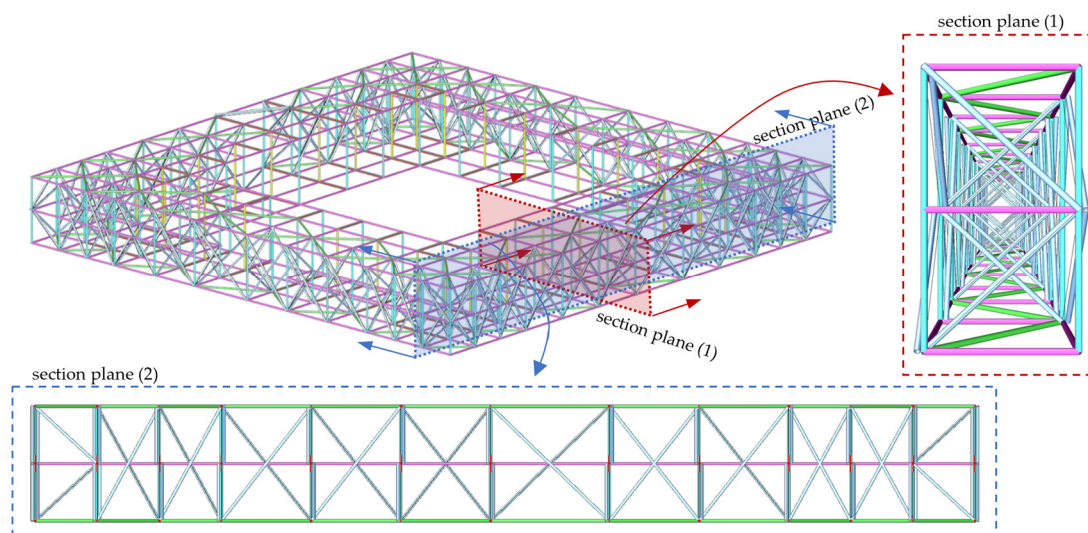 section plane (1)
section plane (2)
section plane (1)
section plane (2)